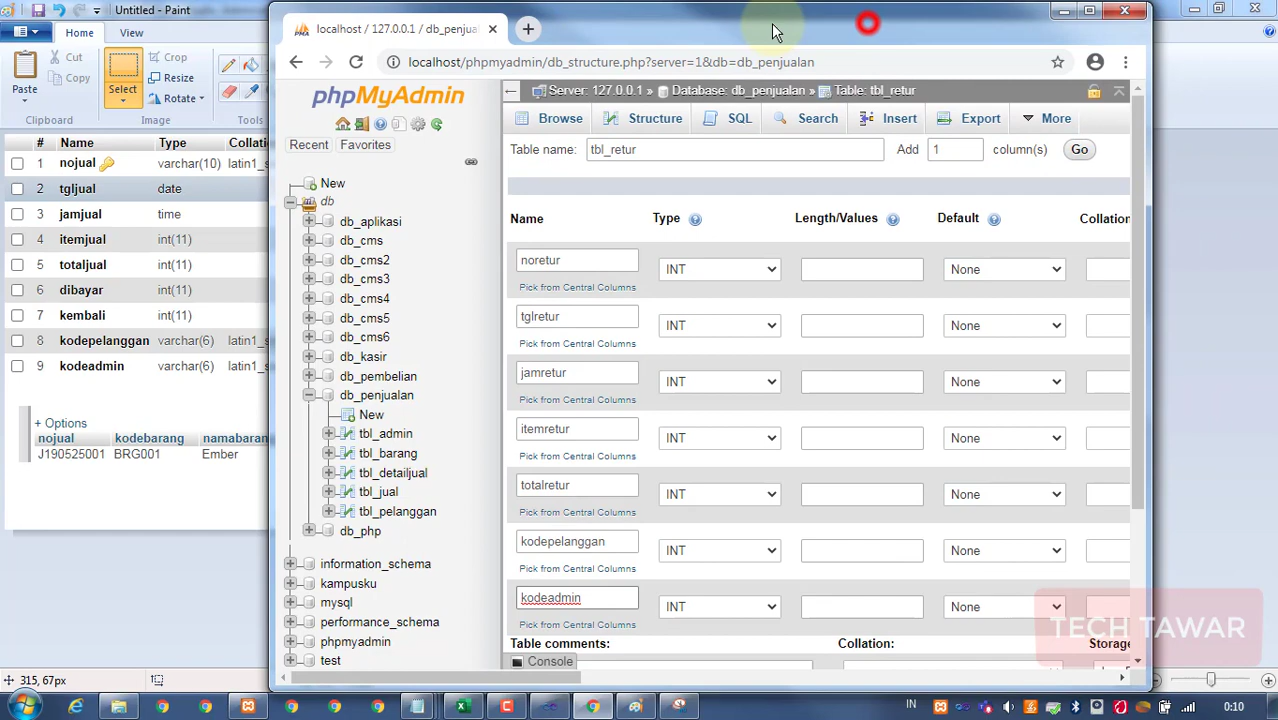 Untitled - Paint
Home
View
Paste
Cut
Copy
Clipboard
Select
Crop
Resize
Rotate
Image
Tools
# Name Type Collatio
1 nojual varchar(10) latin1_s
2 tgljual date
3 jamjual time
4 itemjual int(11)
5 totaljual int(11)
6 dibayar int(11)
7 kembali int(11)
8 kodepelanggan varchar(6) latin1_s
9 kodeadmin varchar(6) latin1_s
+ Options
nojual kodebarang namabaran
J190525001 BRG001 Ember
315, 67px
localhost / 127.0.0.1 / db_penjua
localhost/phpmyadmin/db_structure.php?server=1&db=db_penjualan
phpMyAdmin
Recent
Favorites
New
db
db_aplikasi
db_cms
db_cms2
db_cms3
db_cms4
db_cms5
db_cms6
db_kasir
db_pembelian
db_penjualan
New
tbl_admin
tbl_barang
tbl_detailjual
tbl_jual
tbl_pelanggan
db_php
information_schema
kampusku
mysql
performance_schema
phpmyadmin
test
Server: 127.0.0.1 » Database: db_penjualan » Table: tbl_retur
Browse Structure SQL Search Insert Export More
Table name: tbl_retur Add 1 column(s) Go
Name Type Length/Values Default Collation
noretur INT None
Pick from Central Columns
tglretur INT None
Pick from Central Columns
jamretur INT None
Pick from Central Columns
itemretur INT None
Pick from Central Columns
totalretur INT None
Pick from Central Columns
kodepelanggan INT None
Pick from Central Columns
kodeadmin INT None
Pick from Central Columns
Table comments: Collation: Storage
Console
TECH TAWAR
IN
0:10